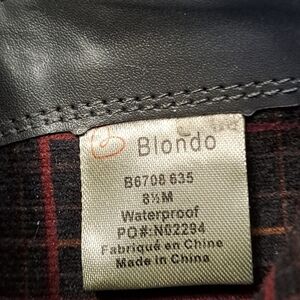 Blondo
B6708 635
8½M
Waterproof
PO#:N02294
Fabriqué en Chine
Made in China